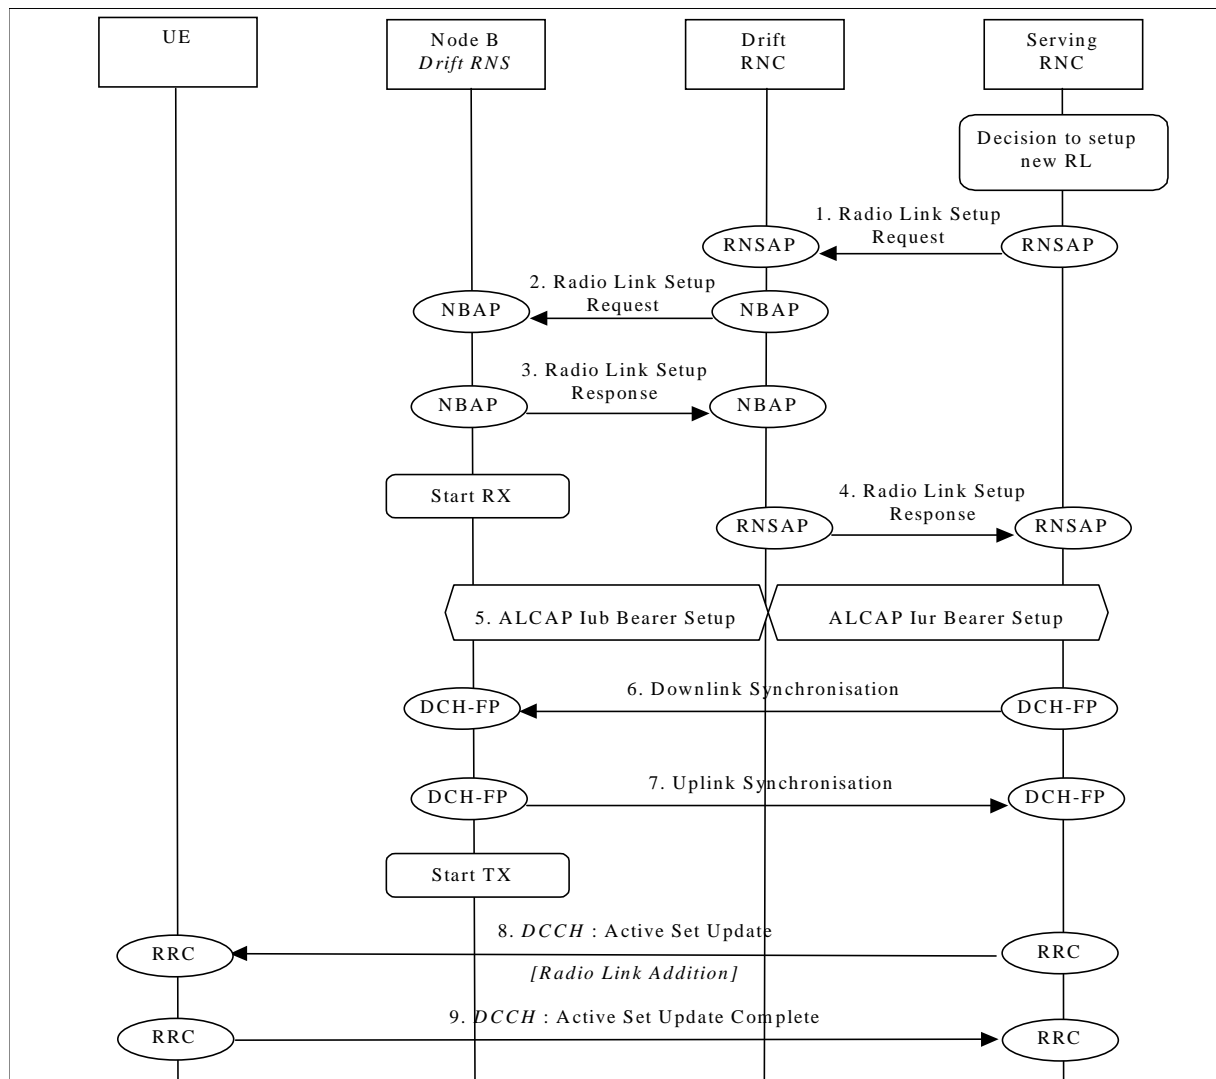 UE
Node B
Drift RNS
Drift
RNC
Serving
RNC
Decision to setup
new RL
1. Radio Link Setup
Request
RNSAP
RNSAP
2. Radio Link Setup
Request
NBAP
NBAP
3. Radio Link Setup
Response
NBAP
NBAP
Start RX
4. Radio Link Setup
Response
RNSAP
RNSAP
5. ALCAP Iub Bearer Setup
ALCAP Iur Bearer Setup
6. Downlink Synchronisation
DCH-FP
DCH-FP
7. Uplink Synchronisation
DCH-FP
DCH-FP
Start TX
8. DCCH : Active Set Update
RRC
RRC
[Radio Link Addition]
9. DCCH : Active Set Update Complete
RRC
RRC